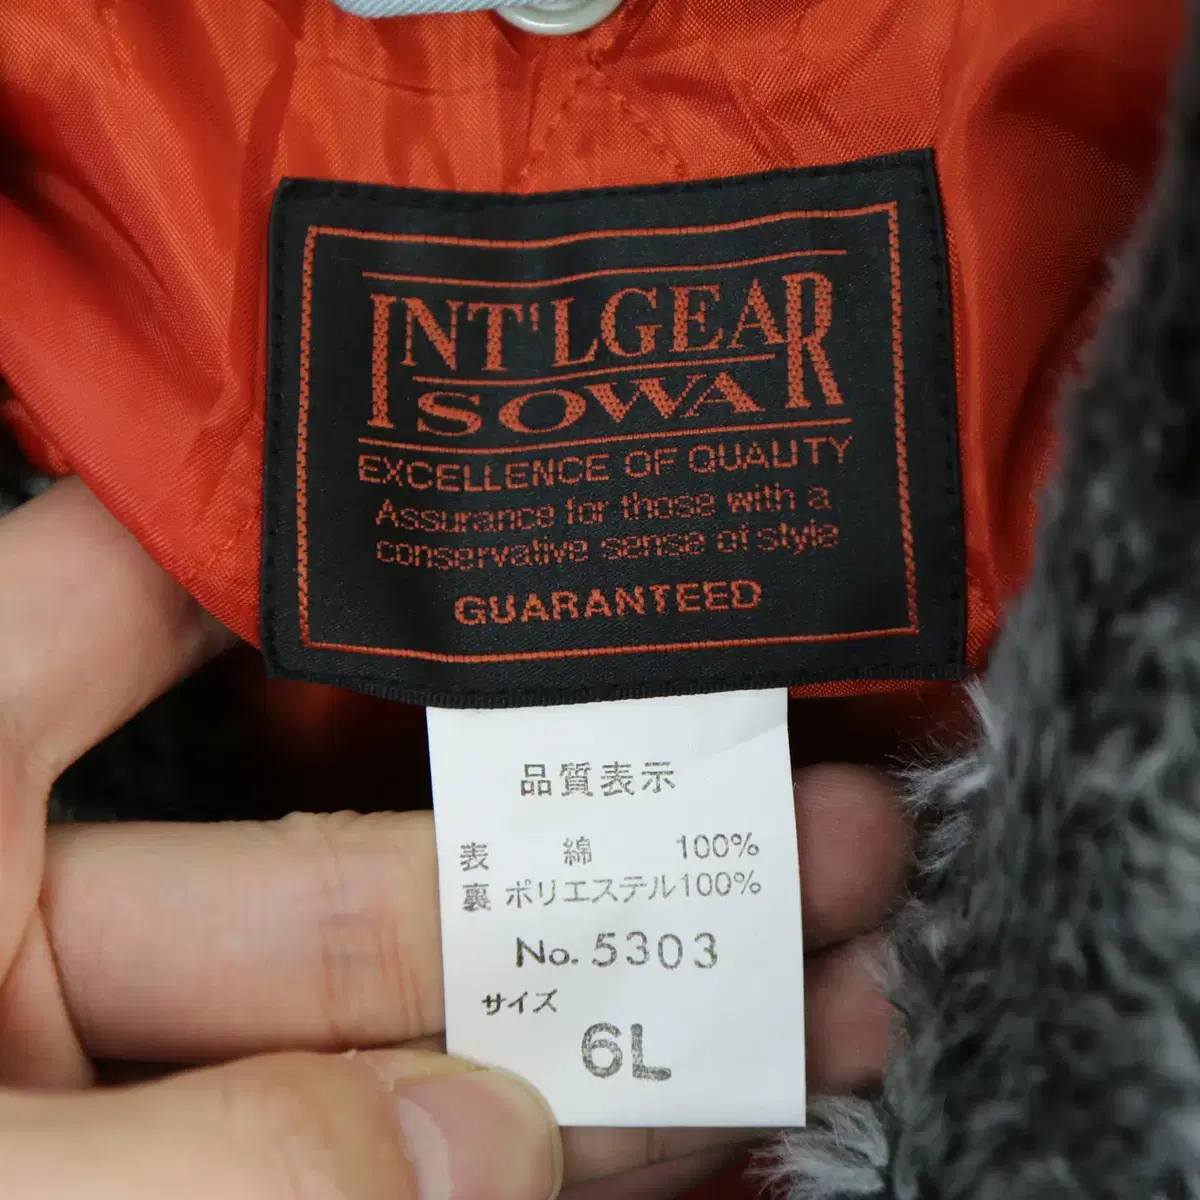 INT'LGEAR
SOWA
EXCELLENCE OF QUALITY
Assurance for those with a
conservative sense of style
GUARANTEED
品質表示
表 綿 100%
裏 ポリエステル100%
No. 5303
サイズ
6L